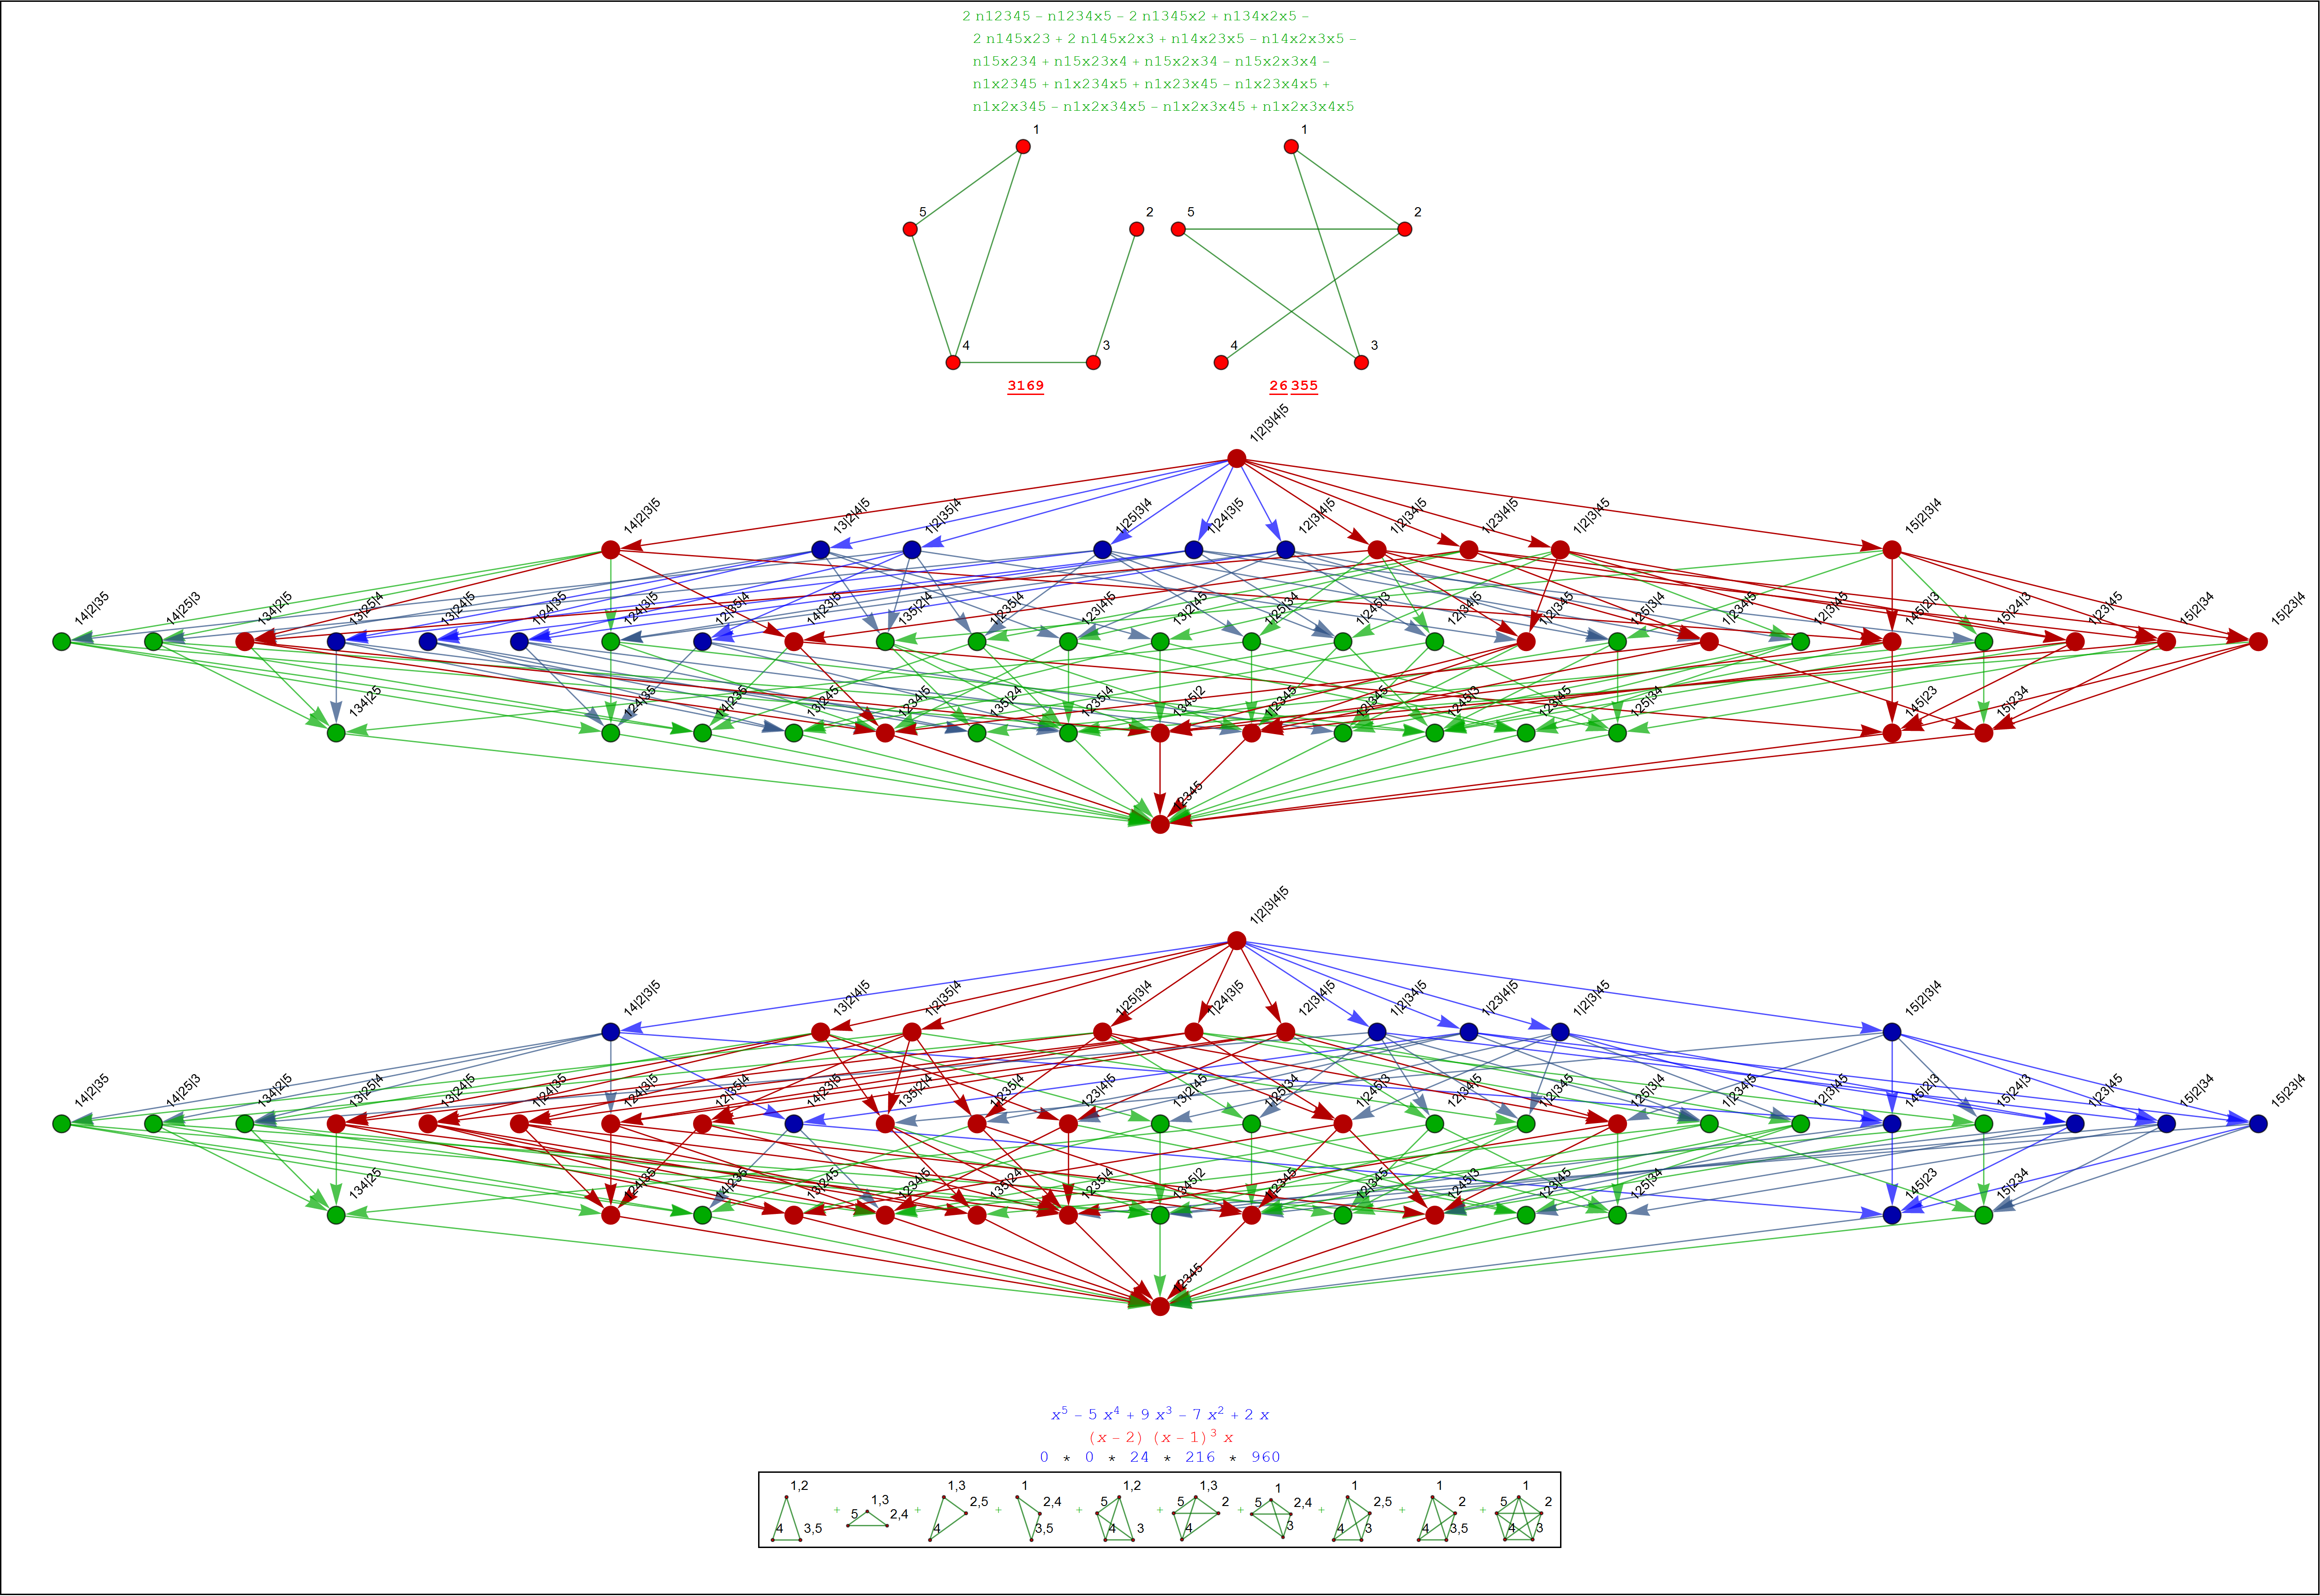 2 n12345 – n1234x5 – 2 n1345x2 + n134x2x5 –
2 n145x23 + 2 n145x2x3 + n14x23x5 – n14x2x3x5 –
n15x234 + n15x23x4 + n15x2x34 – n15x2x3x4 –
n1x2345 + n1x234x5 + n1x23x45 – n1x23x4x5 +
n1x2x345 – n1x2x34x5 – n1x2x3x45 + n1x2x3x4x5
1 1
5 2 5 2
4 3 4 3
3169 26 355
1|2|3|4|5
14|2|3|5 13|2|4|5 1|2|35|4 1|25|3|4 1|24|3|5 12|3|4|5 1|2|34|5 1|23|4|5 1|2|3|45 15|2|3|4
14|2|35 14|25|3 134|2|5 13|25|4 13|24|5 1|24|35 124|3|5 12|35|4 14|23|5 135|2|4 1|235|4 123|4|5 13|2|45 1|25|34 1|245|3 12|34|5 1|2|345 125|3|4 1|234|5 12|3|45 145|2|3 15|24|3 1|23|45 15|2|34 15|23|4
134|25 124|35 14|235 13|245 1234|5 135|24 1235|4 1345|2 1|2345 12|345 1245|3 123|45 125|34 145|23 15|234
12345
1|2|3|4|5
14|2|3|5 13|2|4|5 1|2|35|4 1|25|3|4 1|24|3|5 12|3|4|5 1|2|34|5 1|23|4|5 1|2|3|45 15|2|3|4
14|2|35 14|25|3 134|2|5 13|25|4 13|24|5 1|24|35 124|3|5 12|35|4 14|23|5 135|2|4 1|235|4 123|4|5 13|2|45 1|25|34 1|245|3 12|34|5 1|2|345 125|3|4 1|234|5 12|3|45 145|2|3 15|24|3 1|23|45 15|2|34 15|23|4
134|25 124|35 14|235 13|245 1234|5 135|24 1235|4 1345|2 1|2345 12|345 1245|3 123|45 125|34 145|23 15|234
12345
x⁵ – 5 x⁴ + 9 x³ – 7 x² + 2 x
(x – 2) (x – 1)³ x
0 * 0 * 24 * 216 * 960
1,2 4 3,5 + 5 1,3 2,4 + 1,3 2,5 4 + 1 2,4 3,5 + 1,2 5 4 3 + 1,3 5 2 4 + 1 5 2,4 3 + 1 2,5 4 3 + 1 2 4 3,5 + 1 5 2 4 3